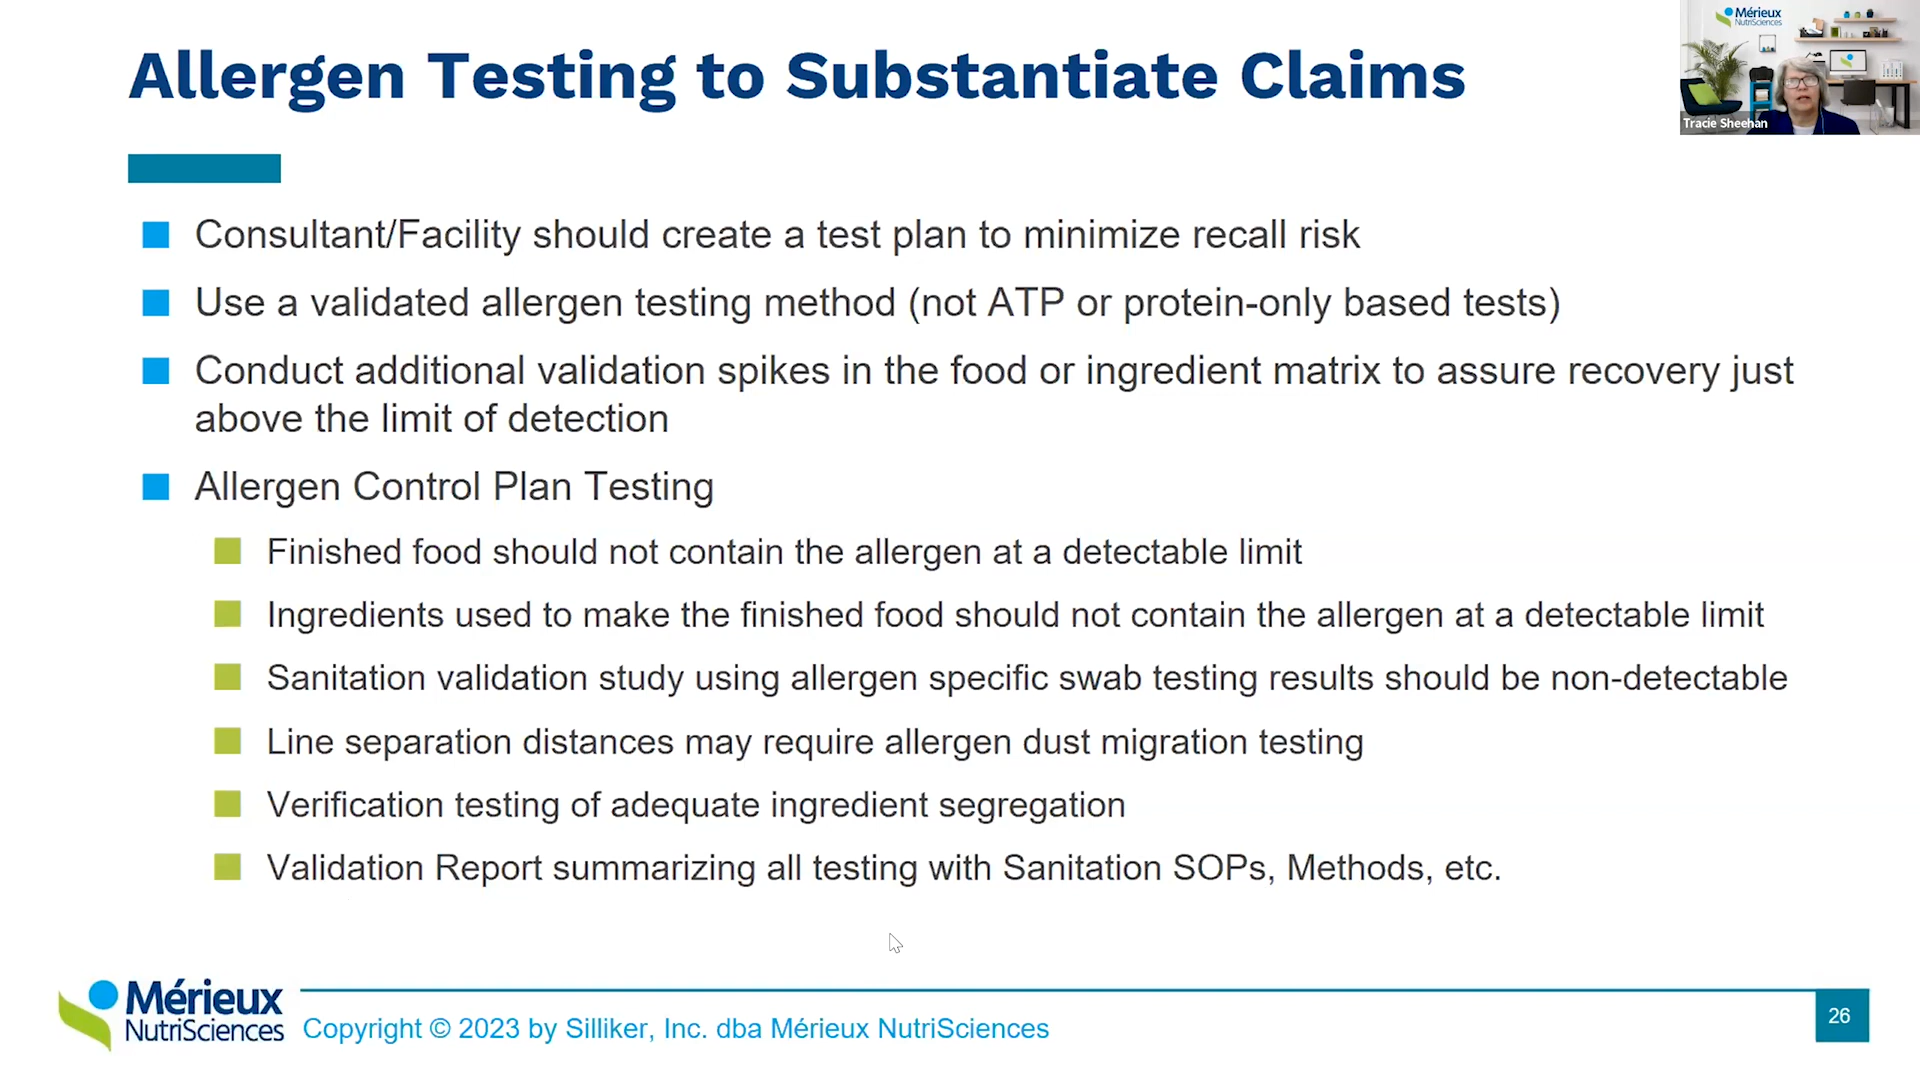 Allergen Testing to Substantiate Claims
Mérieux
NutriSciences
Tracie Sheehan
Consultant/Facility should create a test plan to minimize recall risk
Use a validated allergen testing method (not ATP or protein-only based tests)
Conduct additional validation spikes in the food or ingredient matrix to assure recovery just
above the limit of detection
Allergen Control Plan Testing
Finished food should not contain the allergen at a detectable limit
Ingredients used to make the finished food should not contain the allergen at a detectable limit
Sanitation validation study using allergen specific swab testing results should be non-detectable
Line separation distances may require allergen dust migration testing
Verification testing of adequate ingredient segregation
Validation Report summarizing all testing with Sanitation SOPs, Methods, etc.
Mérieux
NutriSciences
Copyright © 2023 by Silliker, Inc. dba Mérieux NutriSciences
26